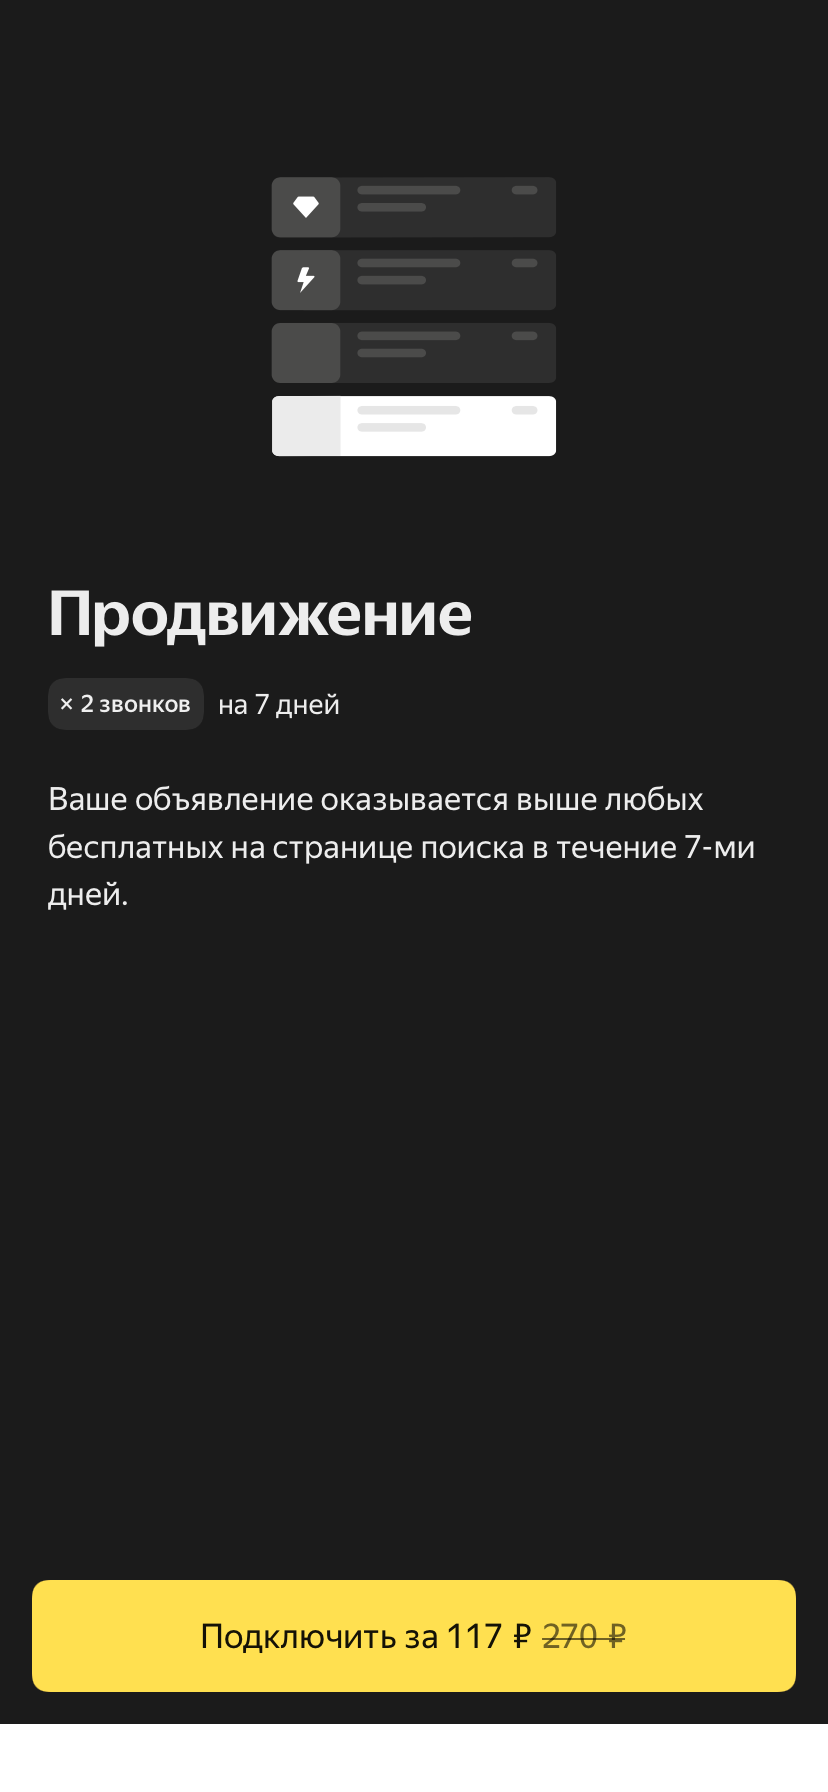 Продвижение
× 2 звонков на 7 дней
Ваше объявление оказывается выше любых
бесплатных на странице поиска в течение 7-ми
дней.
Подключить за 117 ₽ 270 ₽